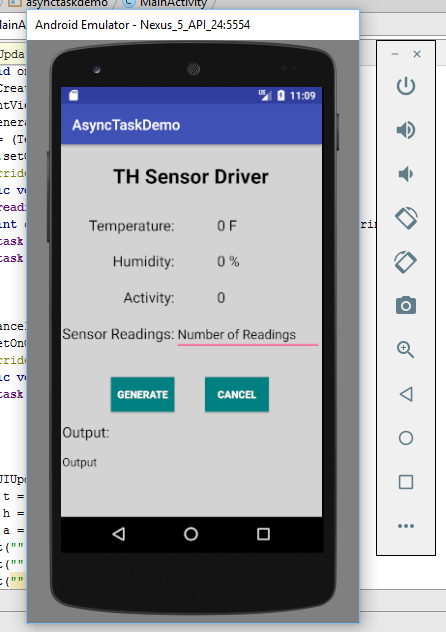 asynctaskdemo MainActivity
Android Emulator - Nexus_5_API_24:5554
LTE 11:09
AsyncTaskDemo
TH Sensor Driver
Temperature: 0 F
Humidity: 0 %
Activity: 0
Sensor Readings: Number of Readings
GENERATE CANCEL
Output:
Output
t =
h =
a =
t(""
t(""
t(""